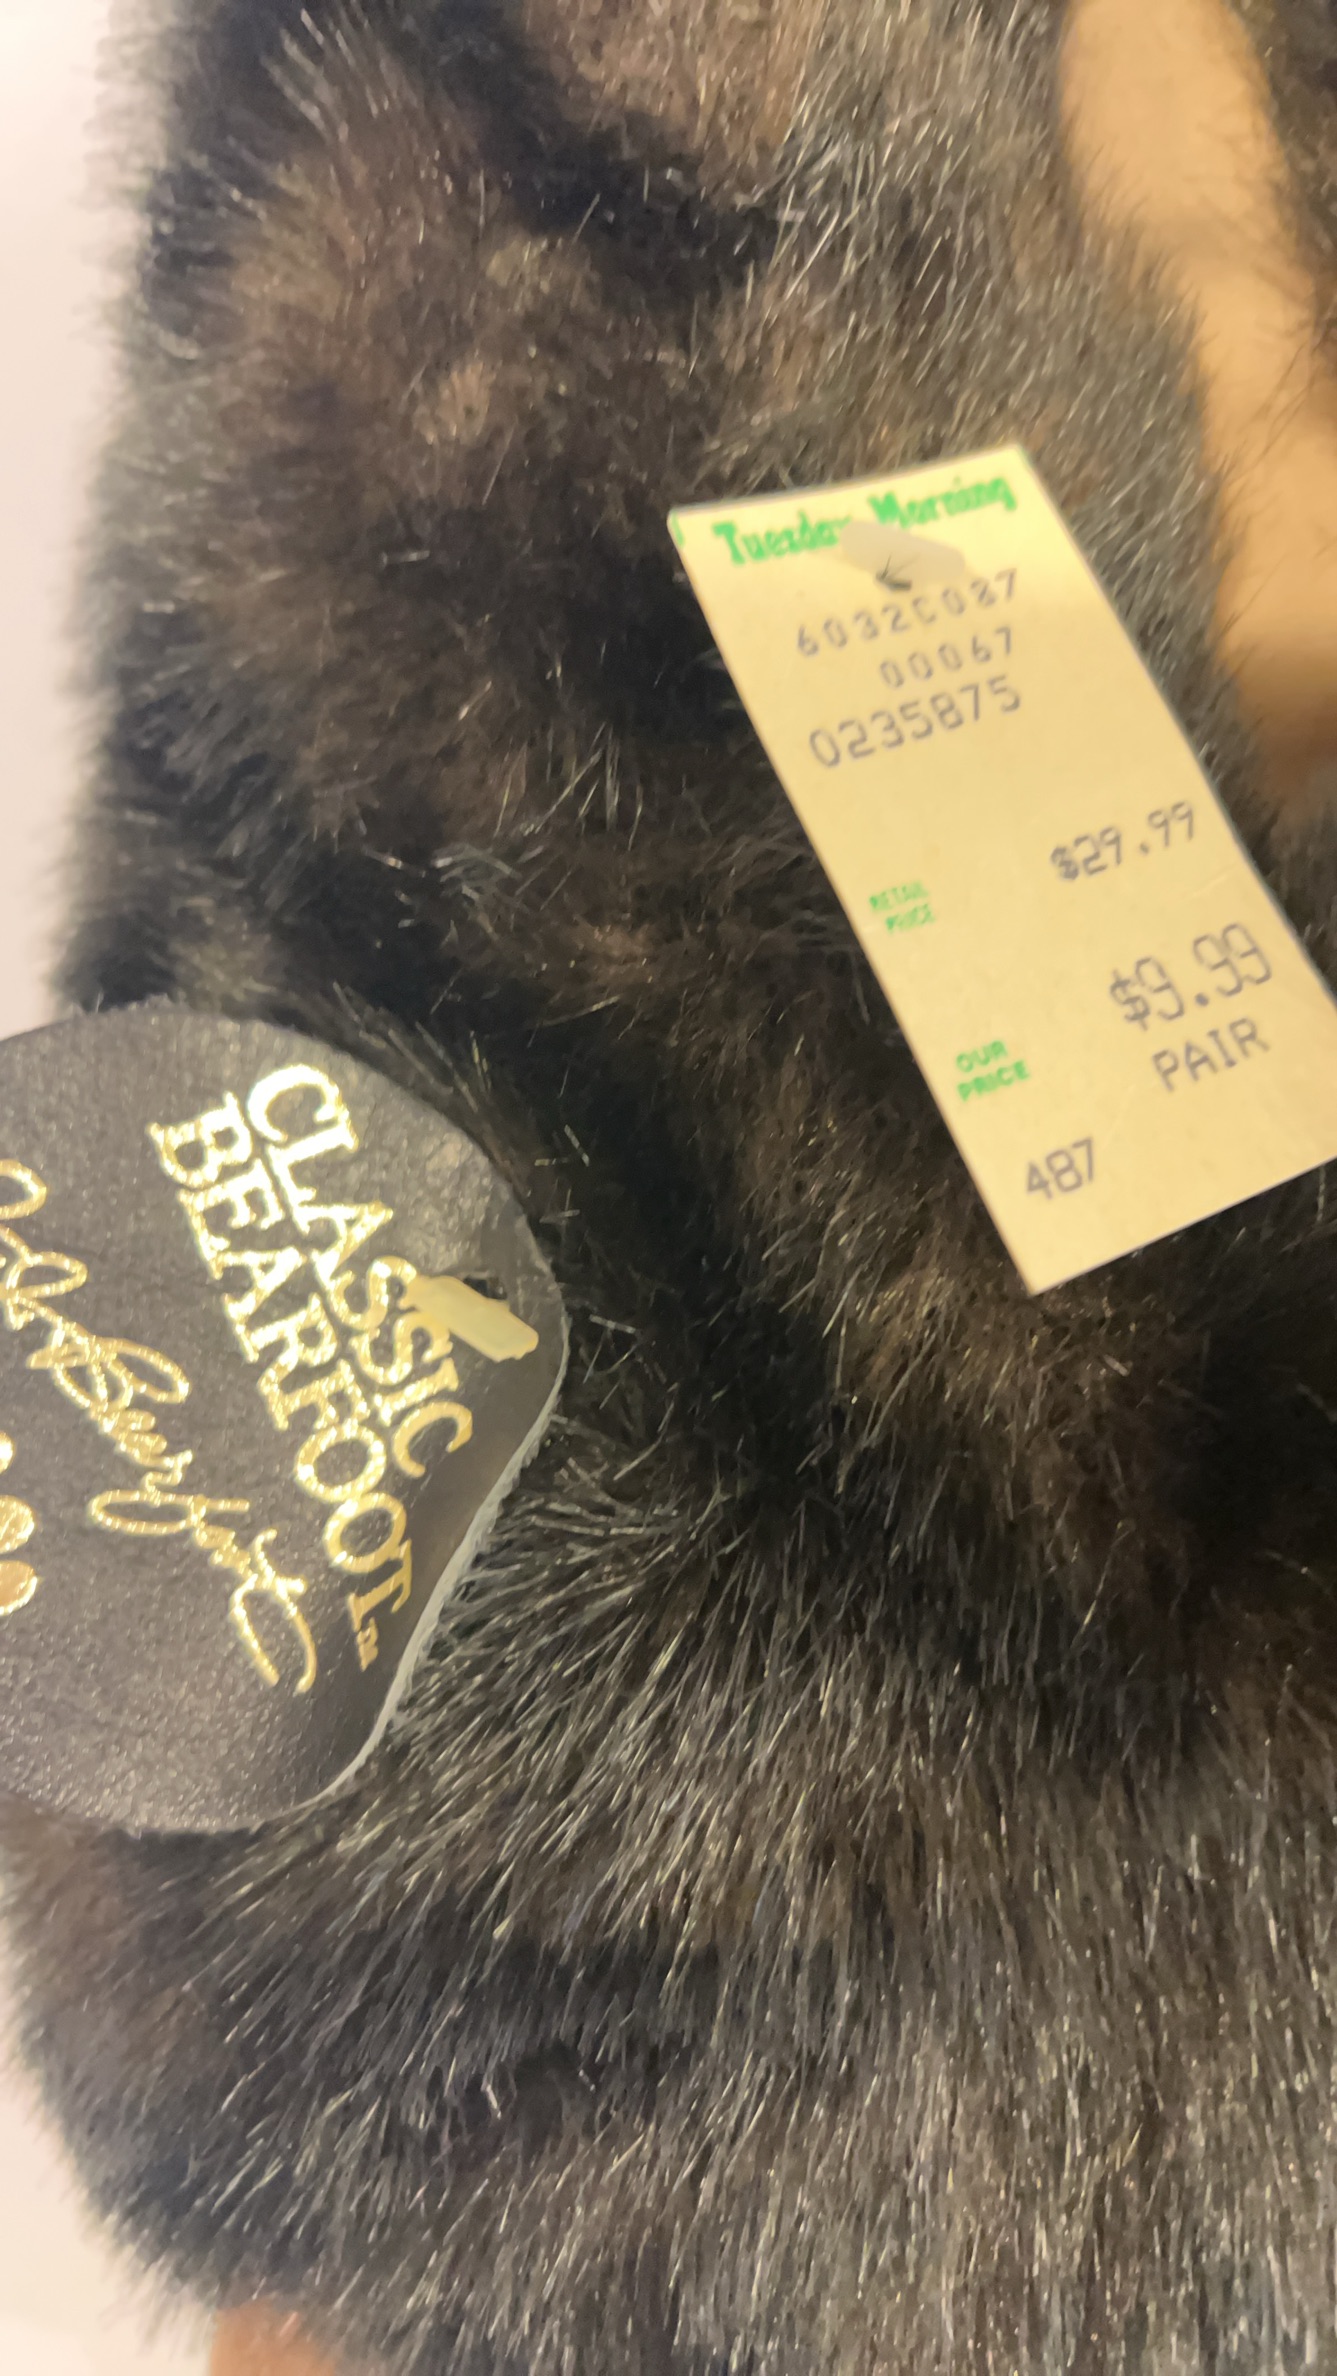 Tuesday Morning
6032C087
00067
0235875
$29.99
RETAIL
PRICE
$9.99
OUR
PRICE
PAIR
487
CLASSIC
BEARFOOT